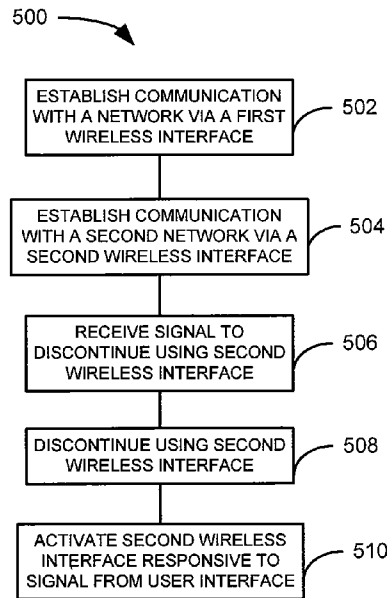 500
ESTABLISH COMMUNICATION
WITH A NETWORK VIA A FIRST
WIRELESS INTERFACE
502
ESTABLISH COMMUNICATION
WITH A SECOND NETWORK VIA A
SECOND WIRELESS INTERFACE
504
RECEIVE SIGNAL TO
DISCONTINUE USING SECOND
WIRELESS INTERFACE
506
DISCONTINUE USING SECOND
WIRELESS INTERFACE
508
ACTIVATE SECOND WIRELESS
INTERFACE RESPONSIVE TO
SIGNAL FROM USER INTERFACE
510